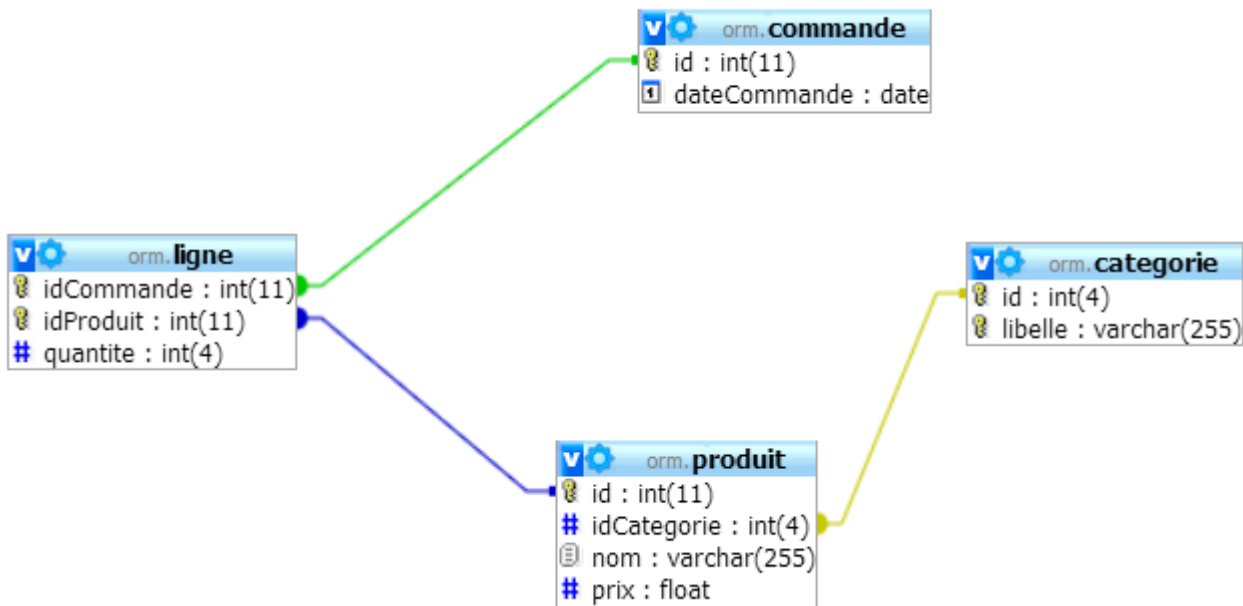 orm.commande
id : int(11)
dateCommande : date
orm.ligne
idCommande : int(11)
idProduit : int(11)
# quantite : int(4)
orm.categorie
id : int(4)
libelle : varchar(255)
orm.produit
id : int(11)
# idCategorie : int(4)
nom : varchar(255)
# prix : float